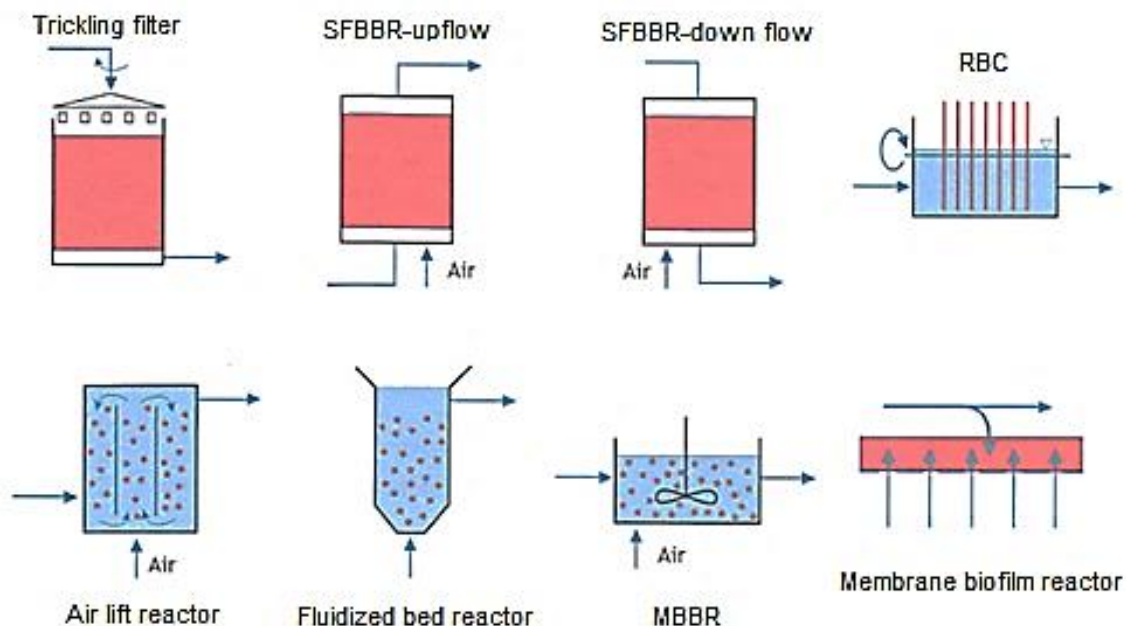 Trickling filter
SFBBR-upflow
SFBBR-down flow
RBC
Air
Air
Air
Air
Air lift reactor
Fluidized bed reactor
MBBR
Membrane biofilm reactor